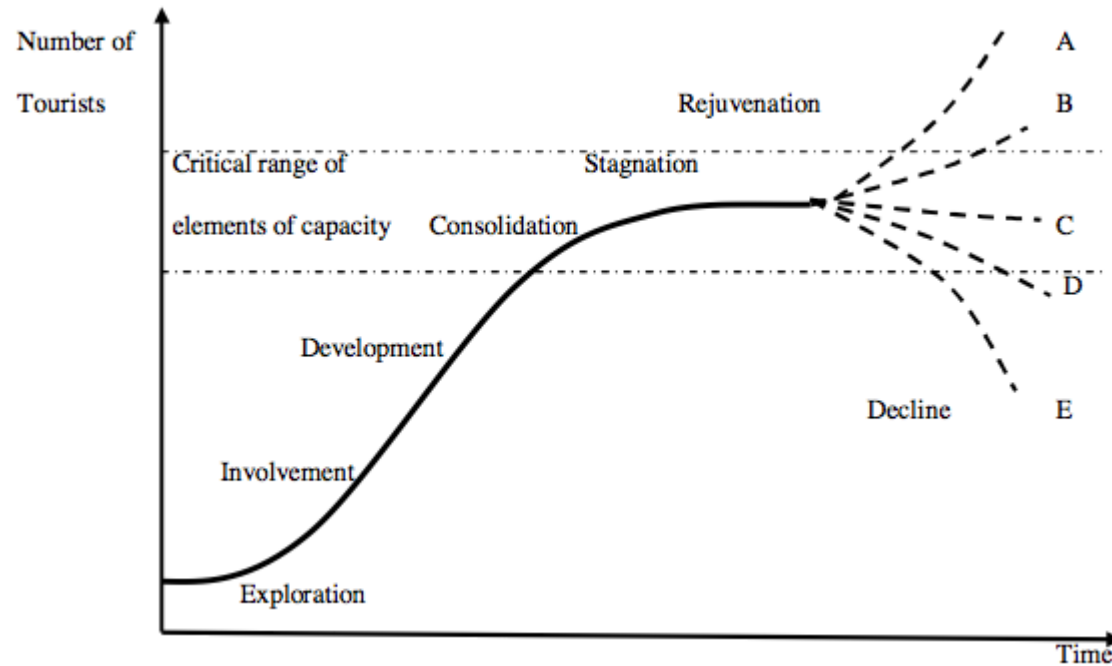 Number of
Tourists
A
Rejuvenation
B
Critical range of
Stagnation
elements of capacity
Consolidation
C
D
Development
Decline
E
Involvement
Exploration
Time